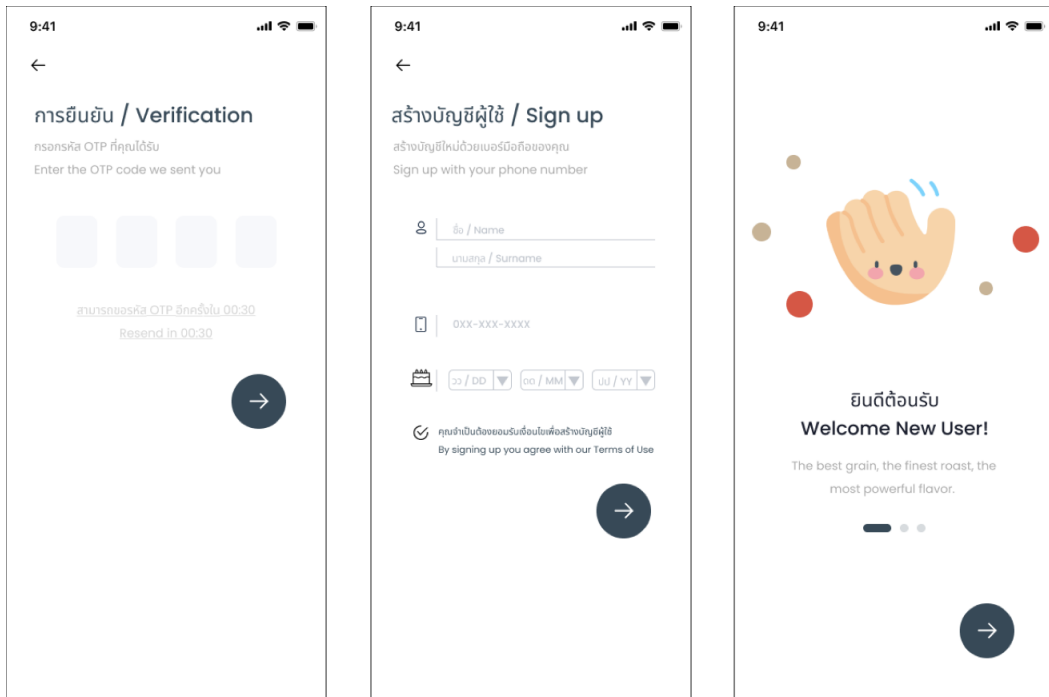 9:41
การยืนยัน / Verification
กรอกรหัส OTP ที่คุณได้รับ
Enter the OTP code we sent you
สามารถขอรหัส OTP อีกครั้งใน 00:30
Resend in 00:30
9:41
สร้างบัญชีผู้ใช้ / Sign up
สร้างบัญชีใหม่ด้วยเบอร์มือถือของคุณ
Sign up with your phone number
ชื่อ / Name
นามสกุล / Surname
0XX-XXX-XXXX
วว / DD
ดด / MM
ปป / YY
คุณจำเป็นต้องยอมรับเงื่อนไขเพื่อสร้างบัญชีผู้ใช้
By signing up you agree with our Terms of Use
9:41
ยินดีต้อนรับ
Welcome New User!
The best grain, the finest roast, the
most powerful flavor.